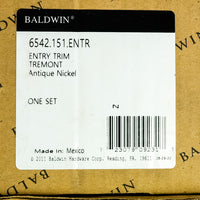 BALDWIN®
6542.151.ENTR
ENTRY TRIM
TREMONT
Antique Nickel
ONE SET
Made in: Mexico
© 2011 Baldwin Hardware Corp. Reading, PA. 19611